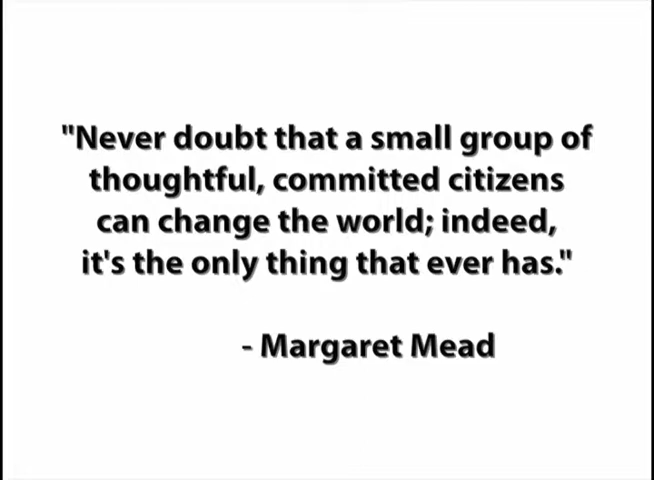 "Never doubt that a small group of
thoughtful, committed citizens
can change the world; indeed,
it's the only thing that ever has."
- Margaret Mead